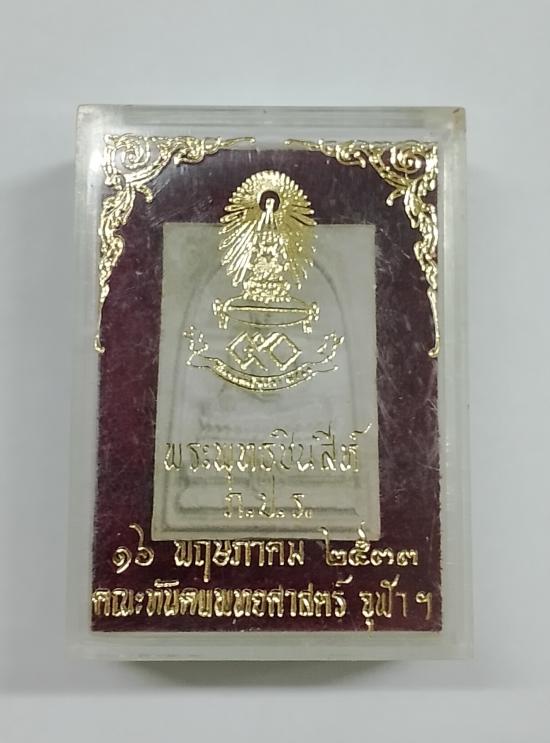 ๕๐
พระพุทธชินสีห์
ภ.ป.ร.
๑๖ พฤษภาคม ๒๕๓๓
คณะทันตแพทยศาสตร์ จุฬาฯ